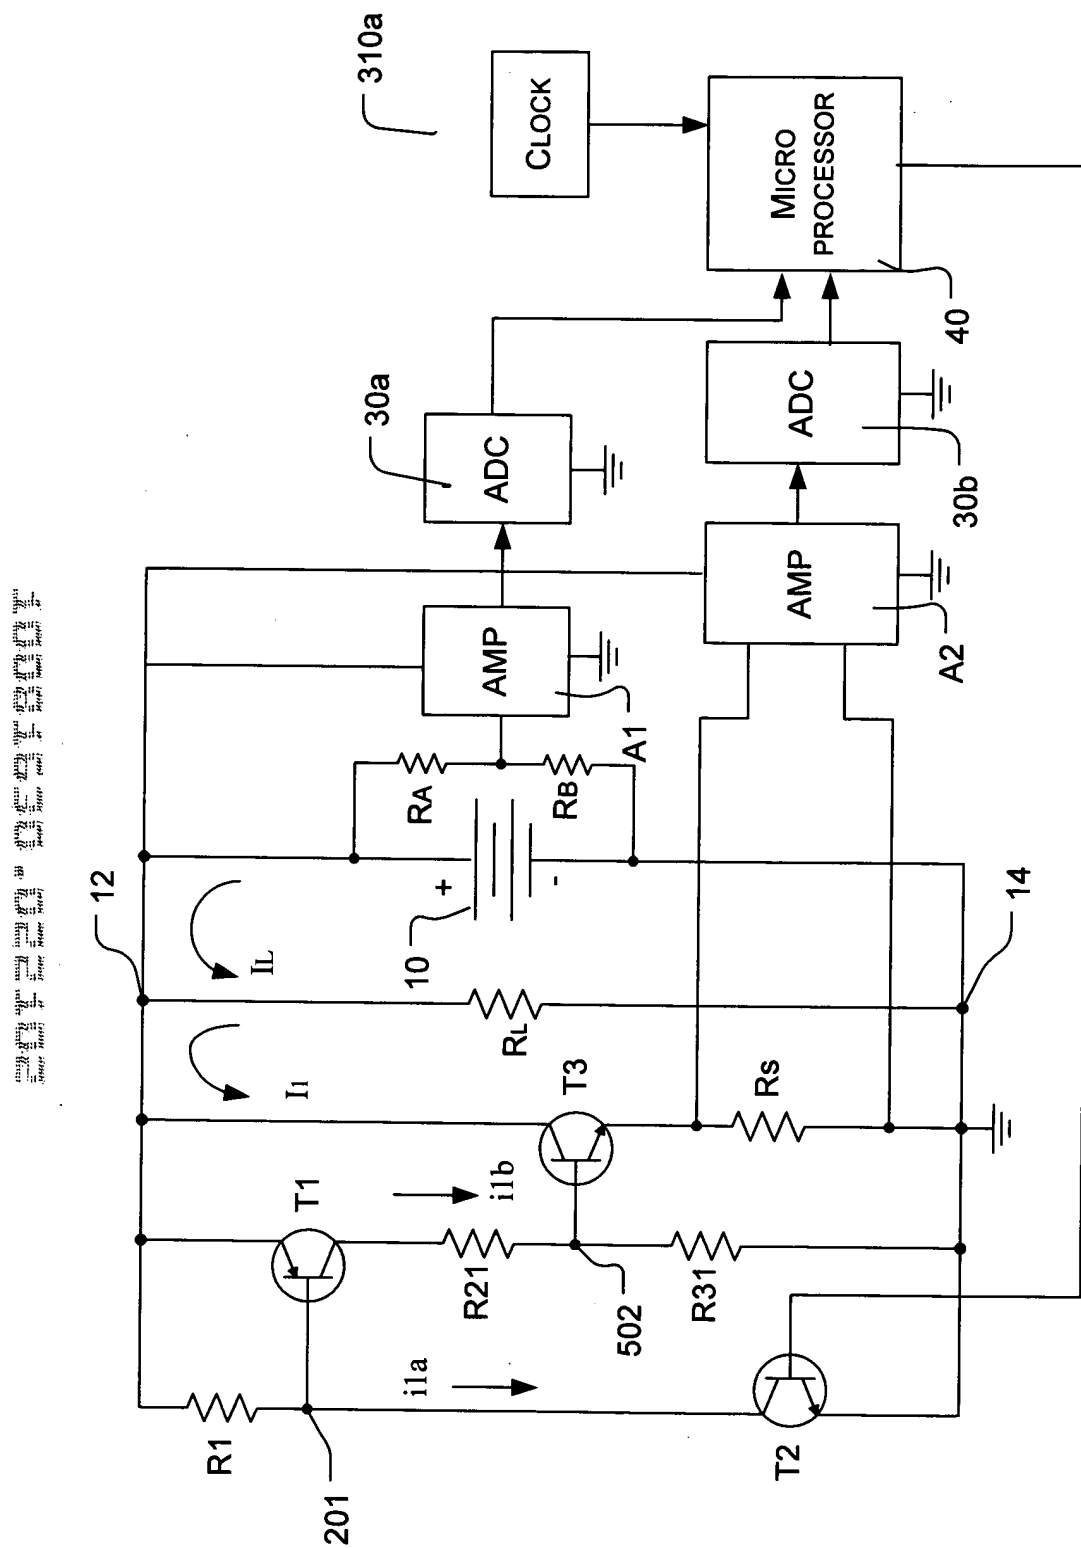 310a
CLOCK
MICRO
PROCESSOR
40
30a
ADC
ADC
30b
AMP
A1
AMP
A2
RA
RB
12
+
-
10
14
IL
RL
I1
T3
Rs
T1
i1b
R21
R31
502
i1a
R1
201
T2